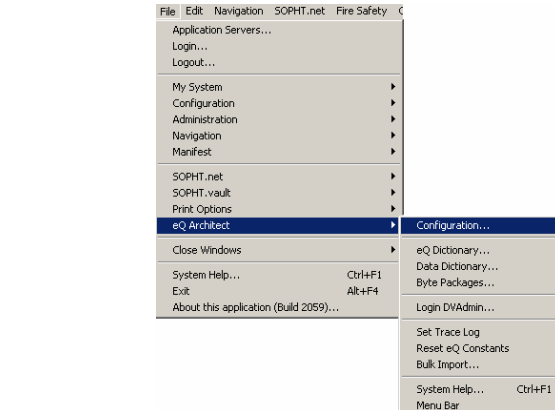 File Edit Navigation SOPHT.net Fire Safety
Application Servers...
Login...
Logout...
My System
Configuration
Administration
Navigation
Manifest
SOPHT.net
SOPHT.vault
Print Options
eQ Architect
Configuration...
Close Windows
eQ Dictionary...
Data Dictionary...
System Help... Ctrl+F1
Byte Packages...
Exit Alt+F4
About this application (Build 2059)...
Login DVAdmin...
Set Trace Log
Reset eQ Constants
Bulk Import...
System Help... Ctrl+F1
Menu Bar